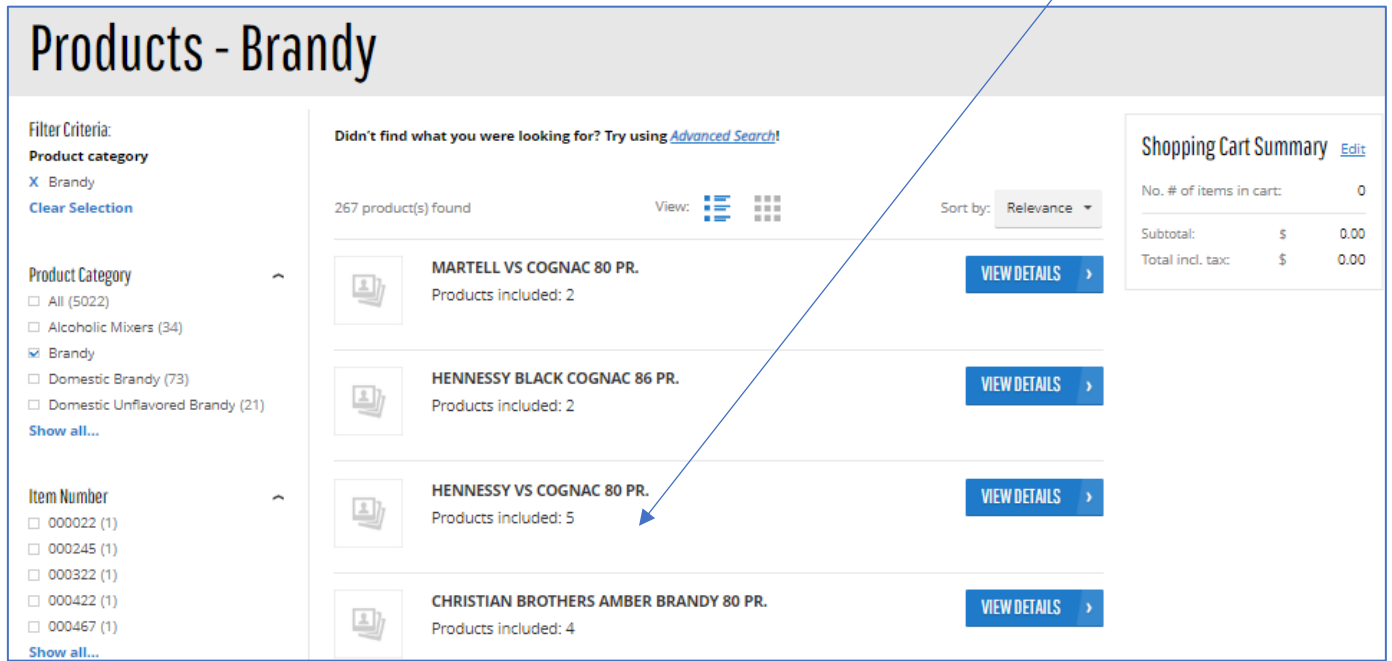 Products - Brandy
Filter Criteria:
Product category
X Brandy
Clear Selection
Product Category
All (5022)
Alcoholic Mixers (34)
Brandy
Domestic Brandy (73)
Domestic Unflavored Brandy (21)
Show all...
Item Number
000022 (1)
000245 (1)
000322 (1)
000422 (1)
000467 (1)
Show all...
Didn't find what you were looking for? Try using Advanced Search!
267 product(s) found View: Sort by: Relevance
MARTELL VS COGNAC 80 PR.
Products included: 2
VIEW DETAILS
HENNESSY BLACK COGNAC 86 PR.
Products included: 2
VIEW DETAILS
HENNESSY VS COGNAC 80 PR.
Products included: 5
VIEW DETAILS
CHRISTIAN BROTHERS AMBER BRANDY 80 PR.
Products included: 4
VIEW DETAILS
Shopping Cart Summary Edit
No. # of items in cart: 0
Subtotal: $ 0.00
Total incl. tax: $ 0.00